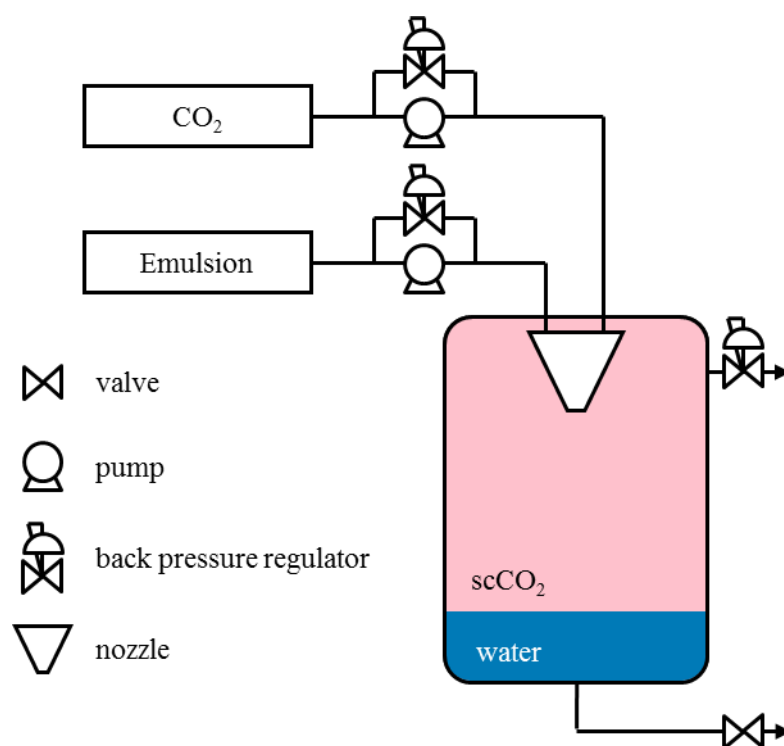 CO₂
Emulsion
valve
pump
back pressure regulator
nozzle
scCO₂
water